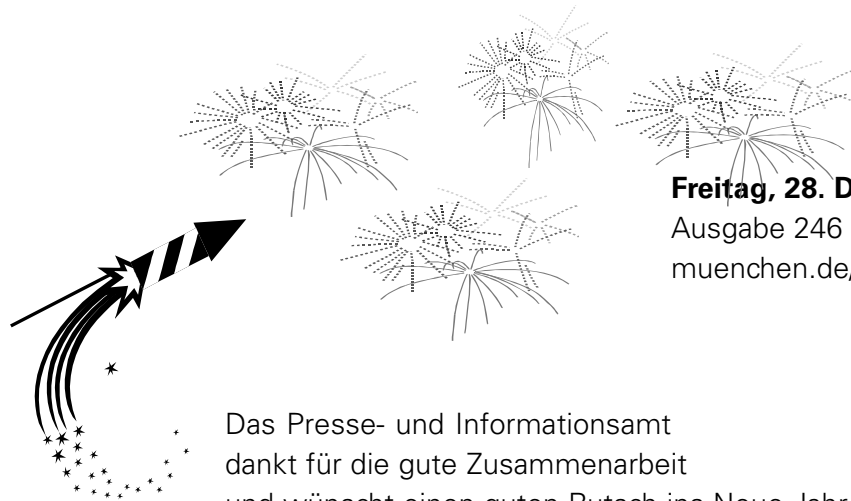 Freitag, 28.
Ausgabe 246
muenchen.de/
Das Presse- und Informationsamt
dankt für die gute Zusammenarbeit
und wünscht einen guten Rutsch ins Neue Jahr